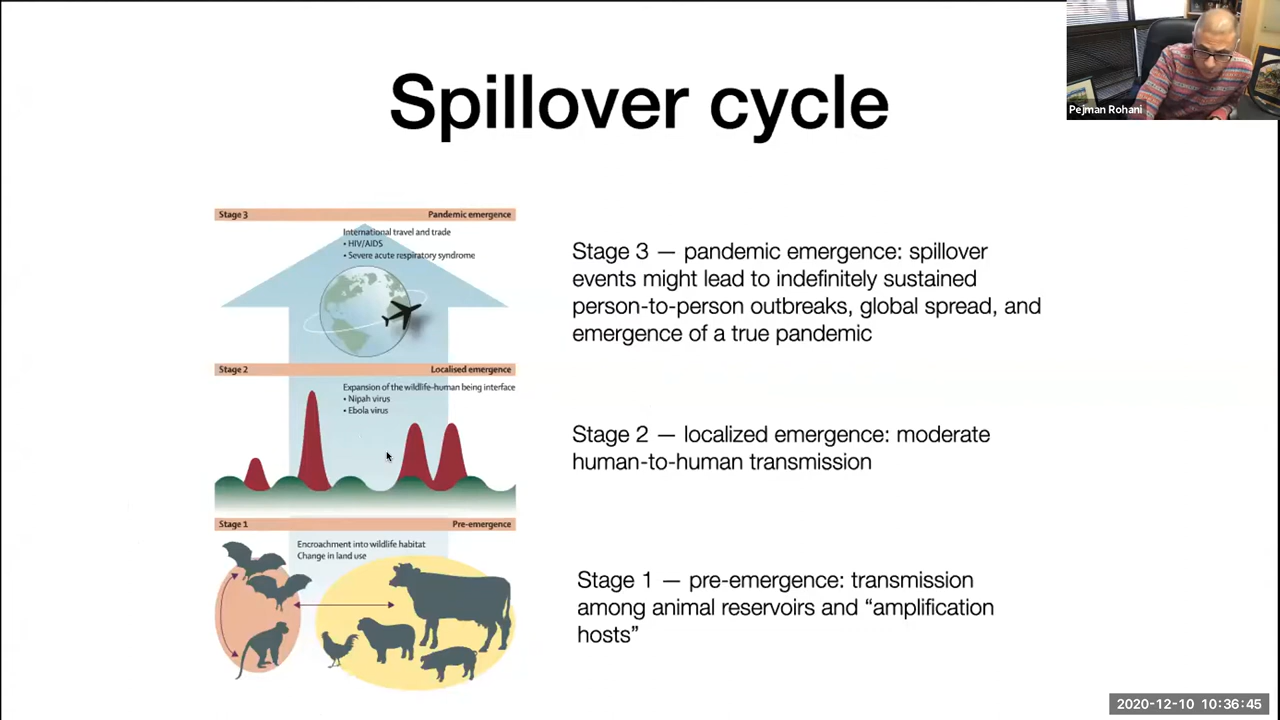 Spillover cycle
Pejman Rohani
Stage 3 Pandemic emergence
International travel and trade
• HIV/AIDS
• Severe acute respiratory syndrome
Stage 2 Localised emergence
Expansion of the wildlife-human being interface
• Nipah virus
• Ebola virus
Stage 1 Pre-emergence
Encroachment into wildlife habitat
Change in land use
Stage 3 — pandemic emergence: spillover
events might lead to indefinitely sustained
person-to-person outbreaks, global spread, and
emergence of a true pandemic
Stage 2 — localized emergence: moderate
human-to-human transmission
Stage 1 — pre-emergence: transmission
among animal reservoirs and “amplification
hosts”
2020-12-10 10:36:45